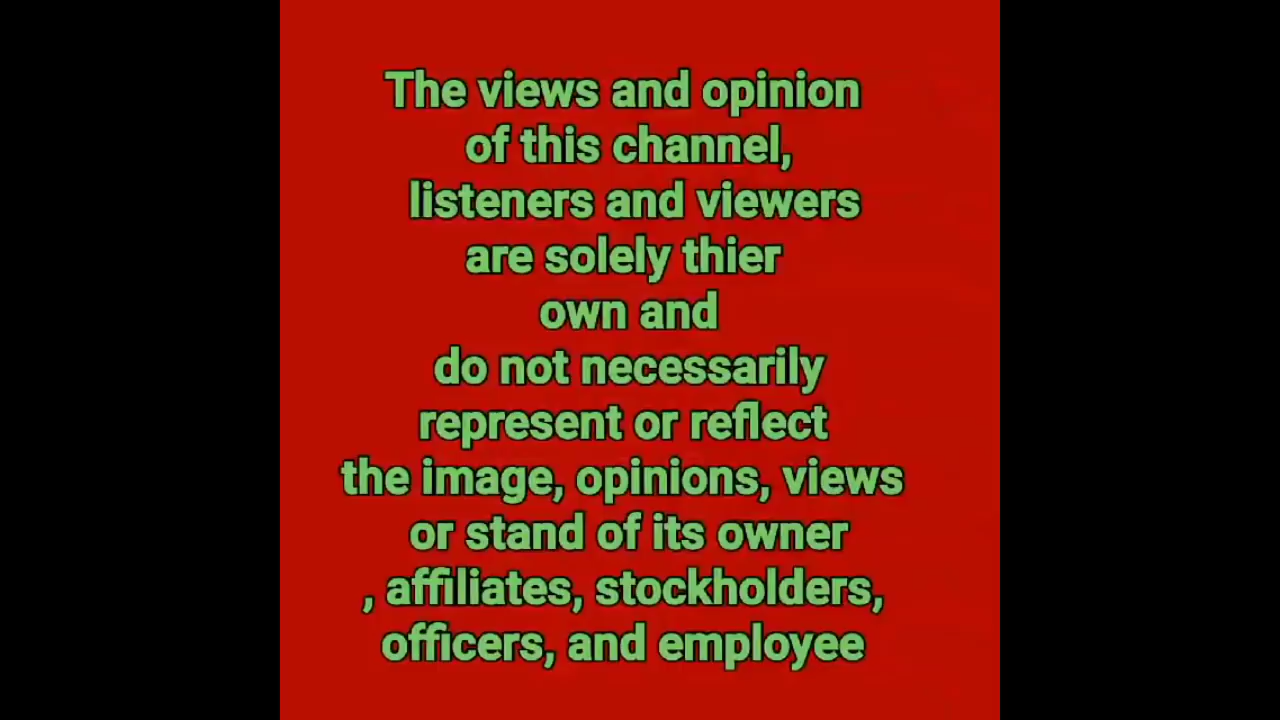 The views and opinion
of this channel,
listeners and viewers
are solely thier
own and
do not necessarily
represent or reflect
the image, opinions, views
or stand of its owner
, affiliates, stockholders,
officers, and employee